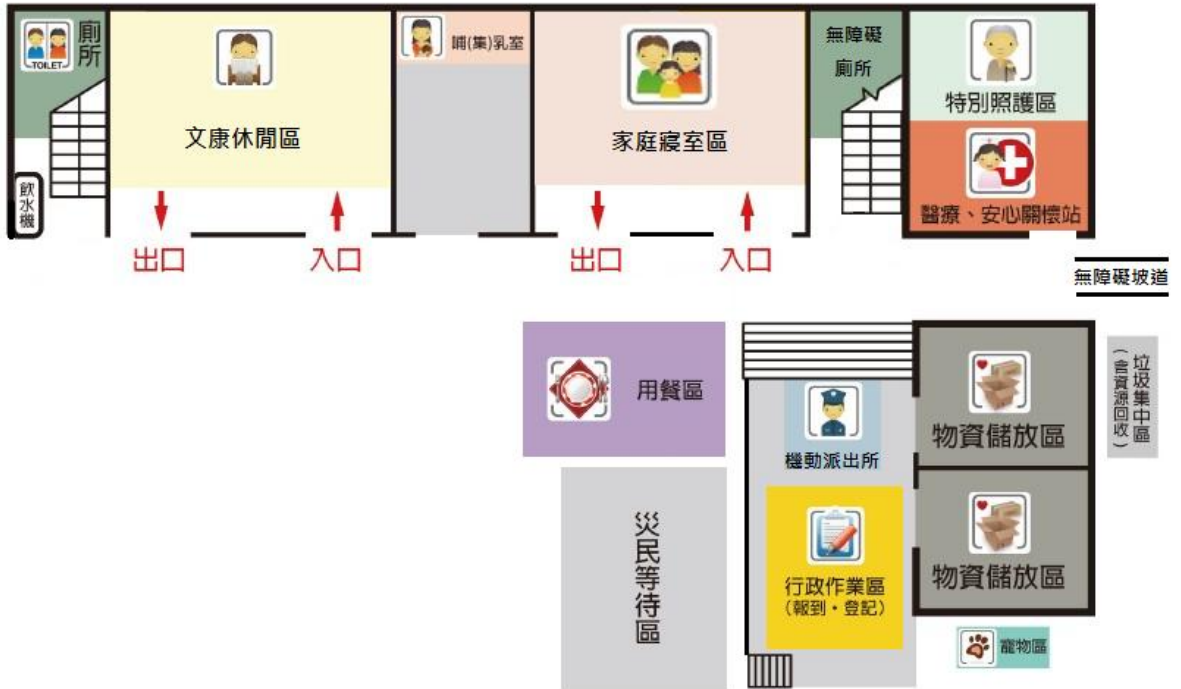 TOILET
廁所
文康休閒區
哺(集)乳室
家庭寢室區
無障礙
廁所
特別照護區
醫療、安心關懷站
飲水機
出口
入口
出口
入口
無障礙坡道
用餐區
機動派出所
物資儲放區
垃圾集中區
(含資源回收)
災民等待區
行政作業區
(報到・登記)
物資儲放區
寵物區